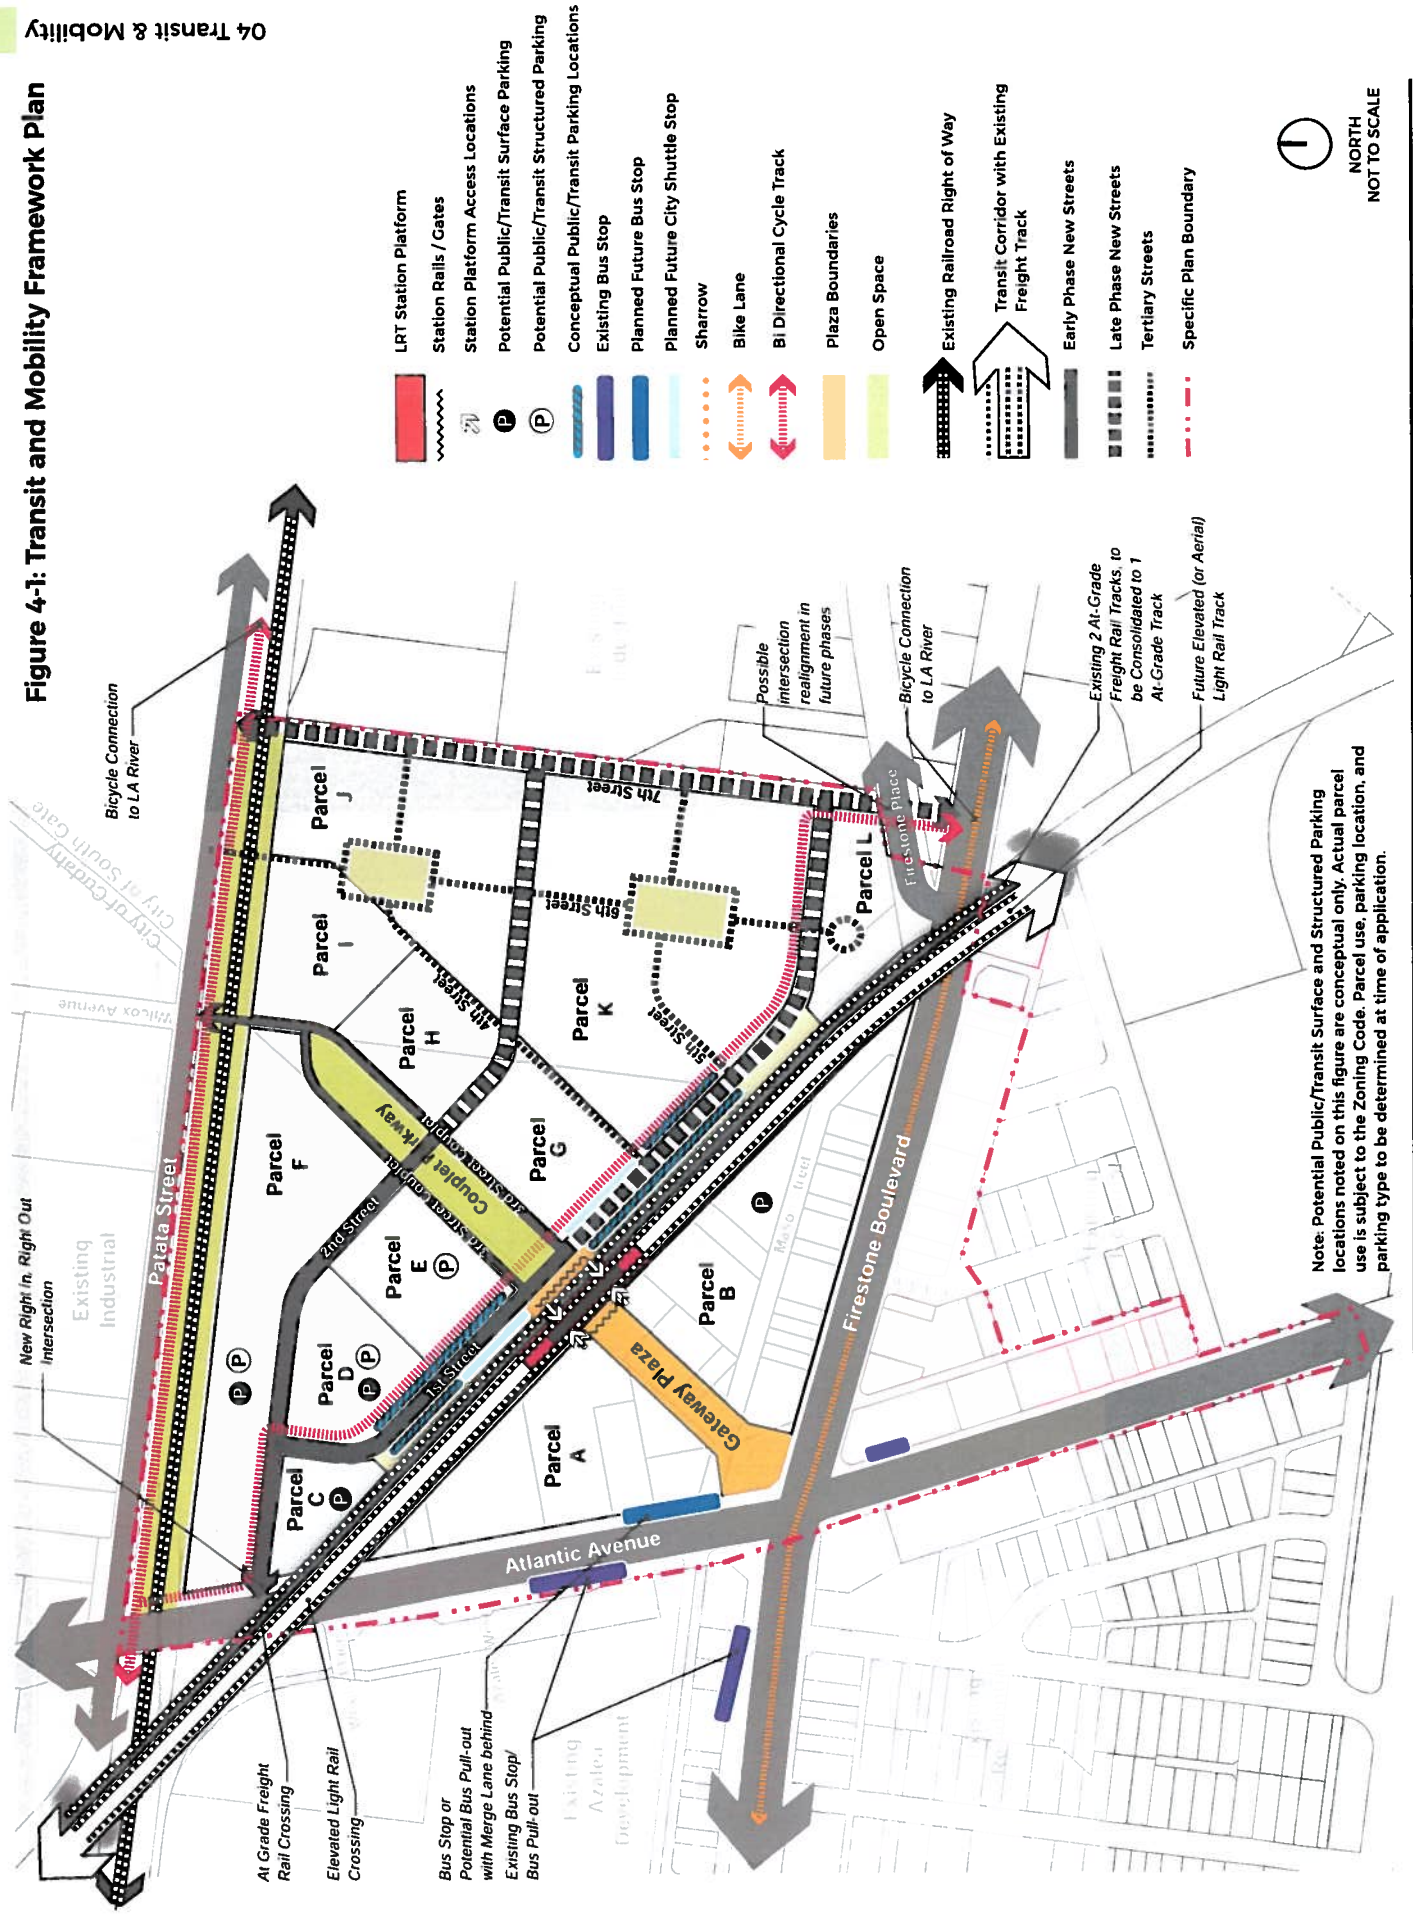 04 Transit & Mobility
Figure 4-1: Transit and Mobility Framework Plan
LRT Station Platform
Station Rails / Gates
Station Platform Access Locations
P
Potential Public/Transit Surface Parking
P
Potential Public/Transit Structured Parking
Conceptual Public/Transit Parking Locations
Existing Bus Stop
Planned Future Bus Stop
Planned Future City Shuttle Stop
Sharrow
Bike Lane
Bi Directional Cycle Track
Plaza Boundaries
Open Space
Existing Railroad Right of Way
Transit Corridor with Existing
Freight Track
Early Phase New Streets
Late Phase New Streets
Tertiary Streets
Specific Plan Boundary
NORTH
NOT TO SCALE
New Right In, Right Out
Intersection
Bicycle Connection
to LA River
City of Cudahy
City of South Gate
Wilcox Avenue
Existing
Industrial
Patata Street
Parcel
F
Parcel
I
Parcel
J
P
P
Parcel
C
P
Parcel
D
P
P
Parcel
E
P
2nd Street
1st Street
3rd Street Couplet
Couplet Parkway
3rd Street Couplet
Parcel
H
4th Street
Parcel
G
Parcel
K
5th Street
6th Street
7th Street
Parcel L
Firestone Place
Parcel
A
Parcel
B
P
Gateway Plaza
Atlantic Avenue
Firestone Boulevard
Possible
intersection
realignment in
future phases
Bicycle Connection
to LA River
Existing 2 At-Grade
Freight Rail Tracks, to
be Consolidated to 1
At-Grade Track
Future Elevated (or Aerial)
Light Rail Track
At Grade Freight
Rail Crossing
Elevated Light Rail
Crossing
Bus Stop or
Potential Bus Pull-out
with Merge Lane behind
Existing Bus Stop/
Bus Pull-out
Existing
Azalea
Development
Note: Potential Public/Transit Surface and Structured Parking
locations noted on this figure are conceptual only. Actual parcel
use is subject to the Zoning Code. Parcel use, parking location, and
parking type to be determined at time of application.